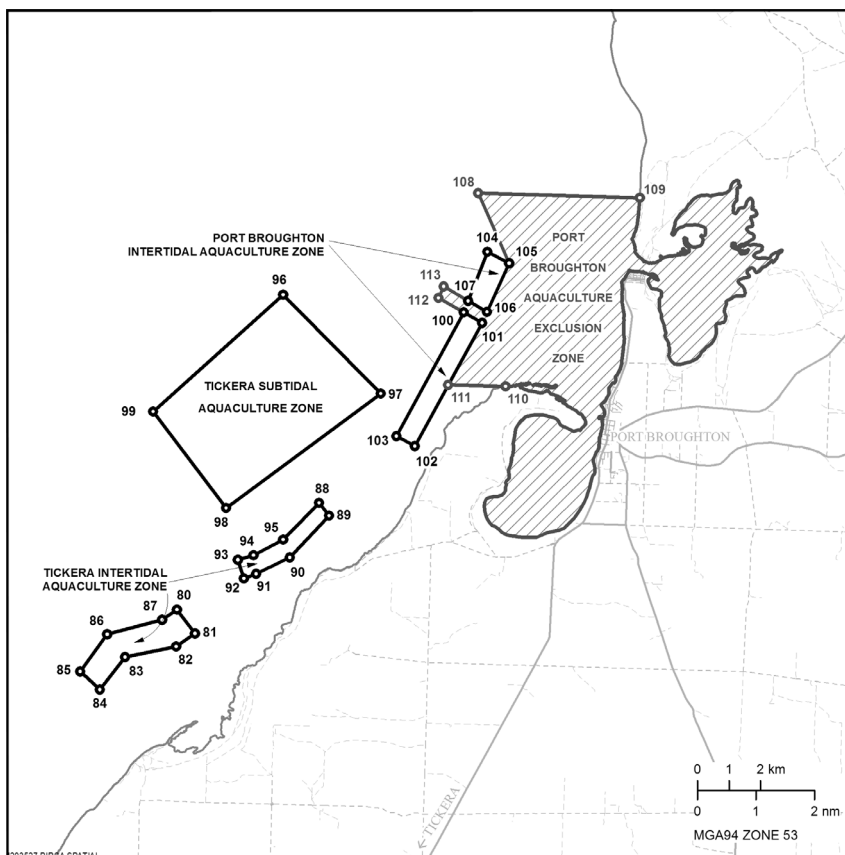 108
109
PORT BROUGHTON
INTERTIDAL AQUACULTURE ZONE
104
105
PORT
BROUGHTON
AQUACULTURE
EXCLUSION
ZONE
96
113
112
107
106
100
101
TICKERA SUBTIDAL
AQUACULTURE ZONE
97
99
111
110
103
102
PORT BROUGHTON
98
88
89
95
94
93
90
92
91
TICKERA INTERTIDAL
AQUACULTURE ZONE
87
80
86
81
82
83
85
84
0 1 2 km
0 1 2 nm
MGA94 ZONE 53
TICKERA